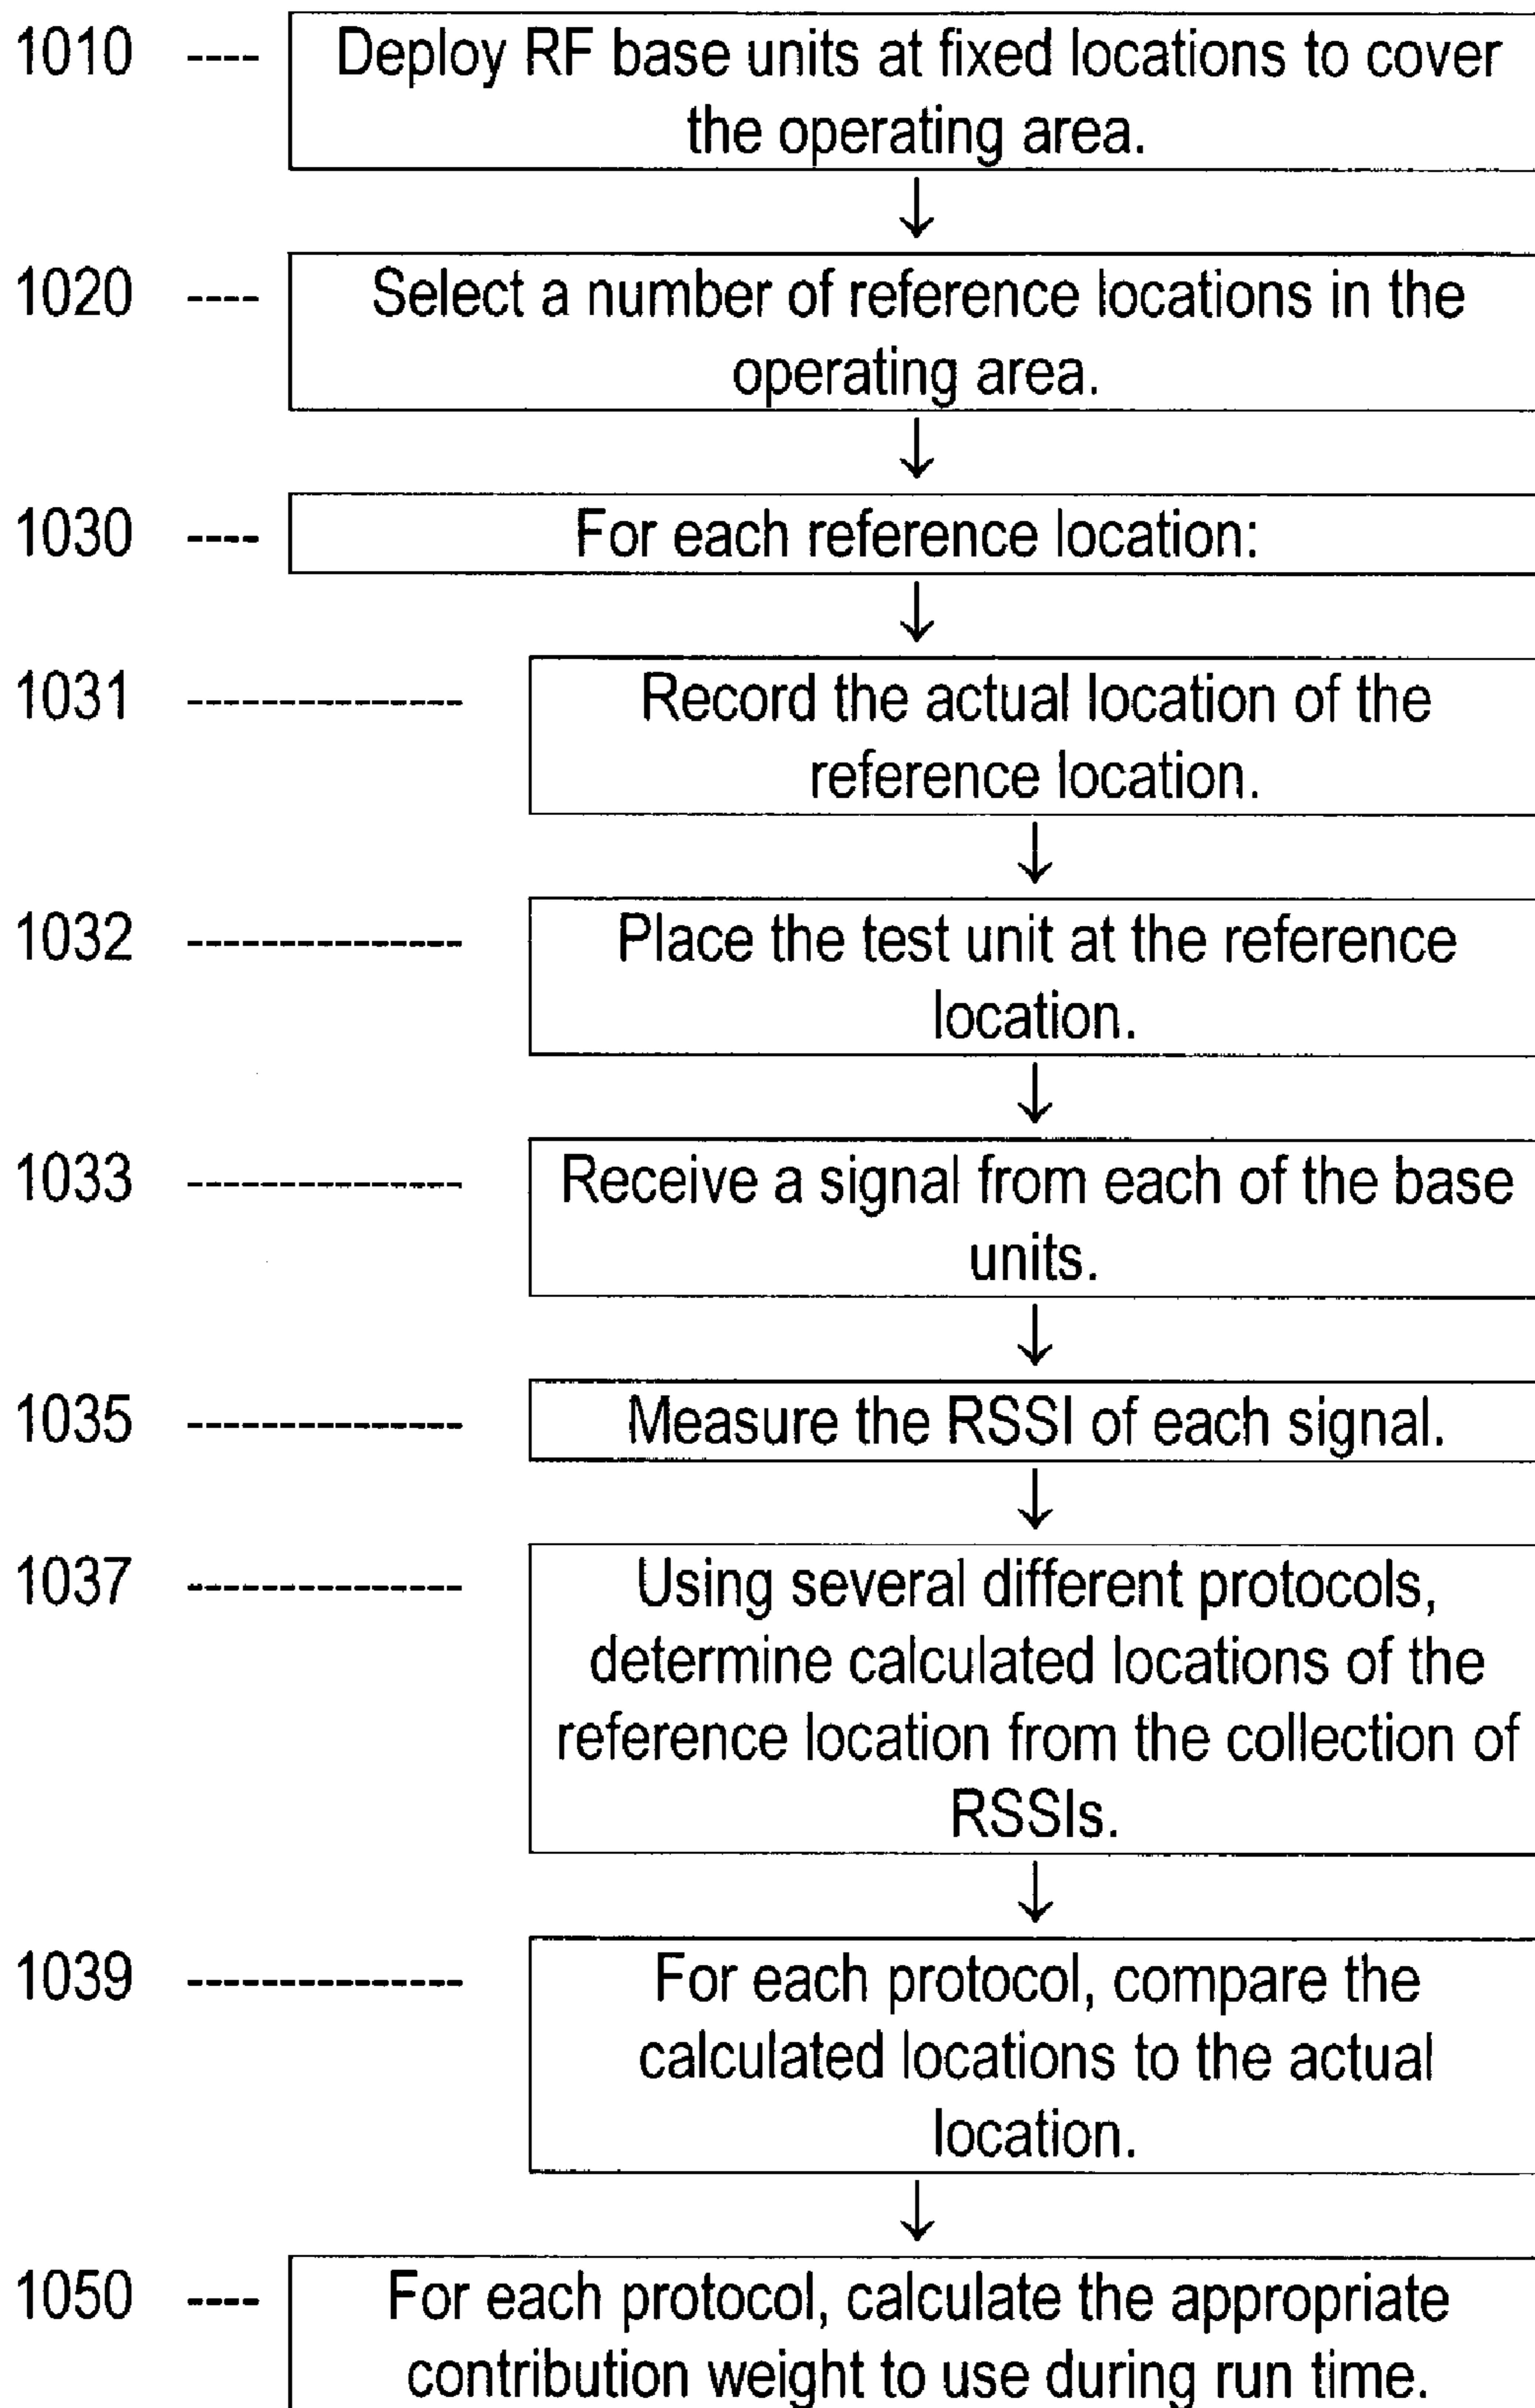 1010 ---- Deploy RF base units at fixed locations to cover
the operating area.
1020 ---- Select a number of reference locations in the
operating area.
1030 ---- For each reference location:
1031 --------------- Record the actual location of the
reference location.
1032 --------------- Place the test unit at the reference
location.
1033 --------------- Receive a signal from each of the base
units.
1035 --------------- Measure the RSSI of each signal.
1037 --------------- Using several different protocols,
determine calculated locations of the
reference location from the collection of
RSSIs.
1039 --------------- For each protocol, compare the
calculated locations to the actual
location.
1050 ---- For each protocol, calculate the appropriate
contribution weight to use during run time.